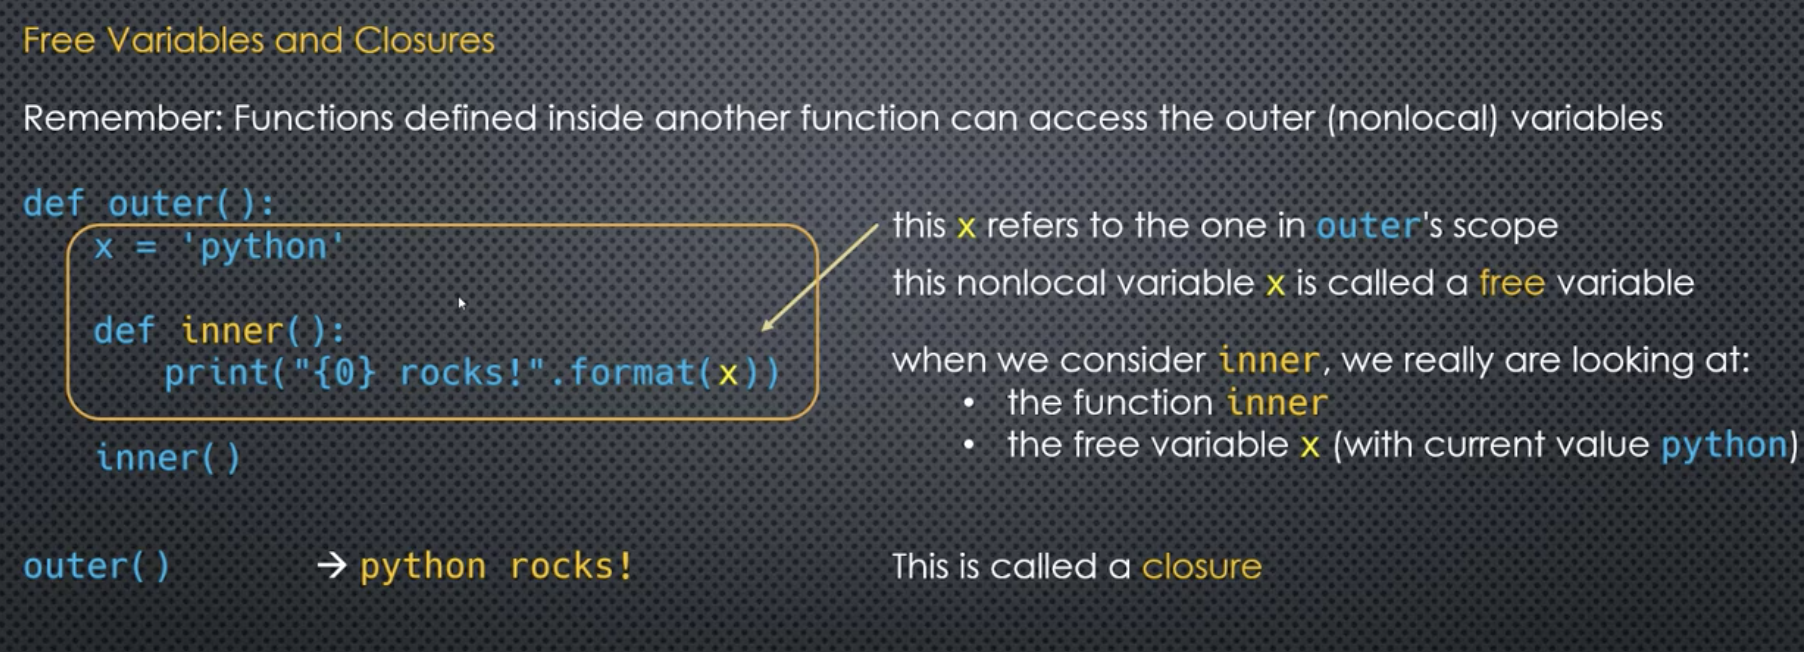 Free Variables and Closures
Remember: Functions defined inside another function can access the outer (nonlocal) variables
def outer():
x = 'python'
def inner():
print("{0} rocks!".format(x))
inner()
outer() → python rocks!
this x refers to the one in outer's scope
this nonlocal variable x is called a free variable
when we consider inner, we really are looking at:
• the function inner
• the free variable x (with current value python)
This is called a closure